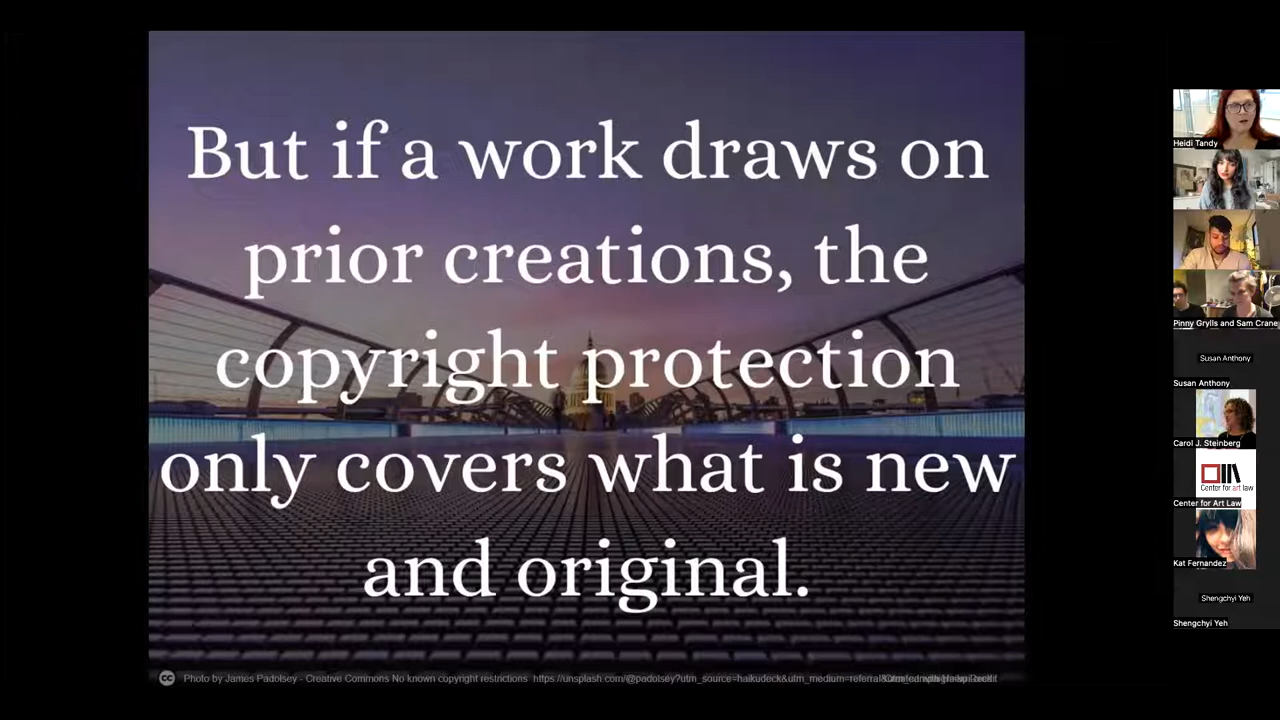 But if a work draws on
prior creations, the
copyright protection
only covers what is new
and original.
Photo by James Padolsey - Creative Commons No known copyright restrictions https://unsplash.com/@padolsey?utm_source=haikudeck&utm_medium=referral
Heidi Tandy
Pinny Grylls and Sam Crane
Susan Anthony
Susan Anthony
Carol J. Steinberg
Center for art law
Center for Art Law
Kat Fernandez
Shengchyi Yeh
Shengchyi Yeh